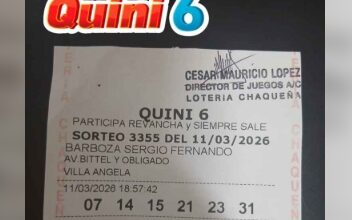 Quini 6
CESAR MAURICIO LOPEZ
DIRECTOR DE JUEGOS A/C
LOTERIA CHAQUEÑA
QUINI 6
PARTICIPA REVANCHA y SIEMPRE SALE
SORTEO 3355 DEL 11/03/2026
BARBOZA SERGIO FERNANDO
AV.BITTEL Y OBLIGADO
VILLA ANGELA
11/03/2026 18:57:42
07 14 15 21 23 31